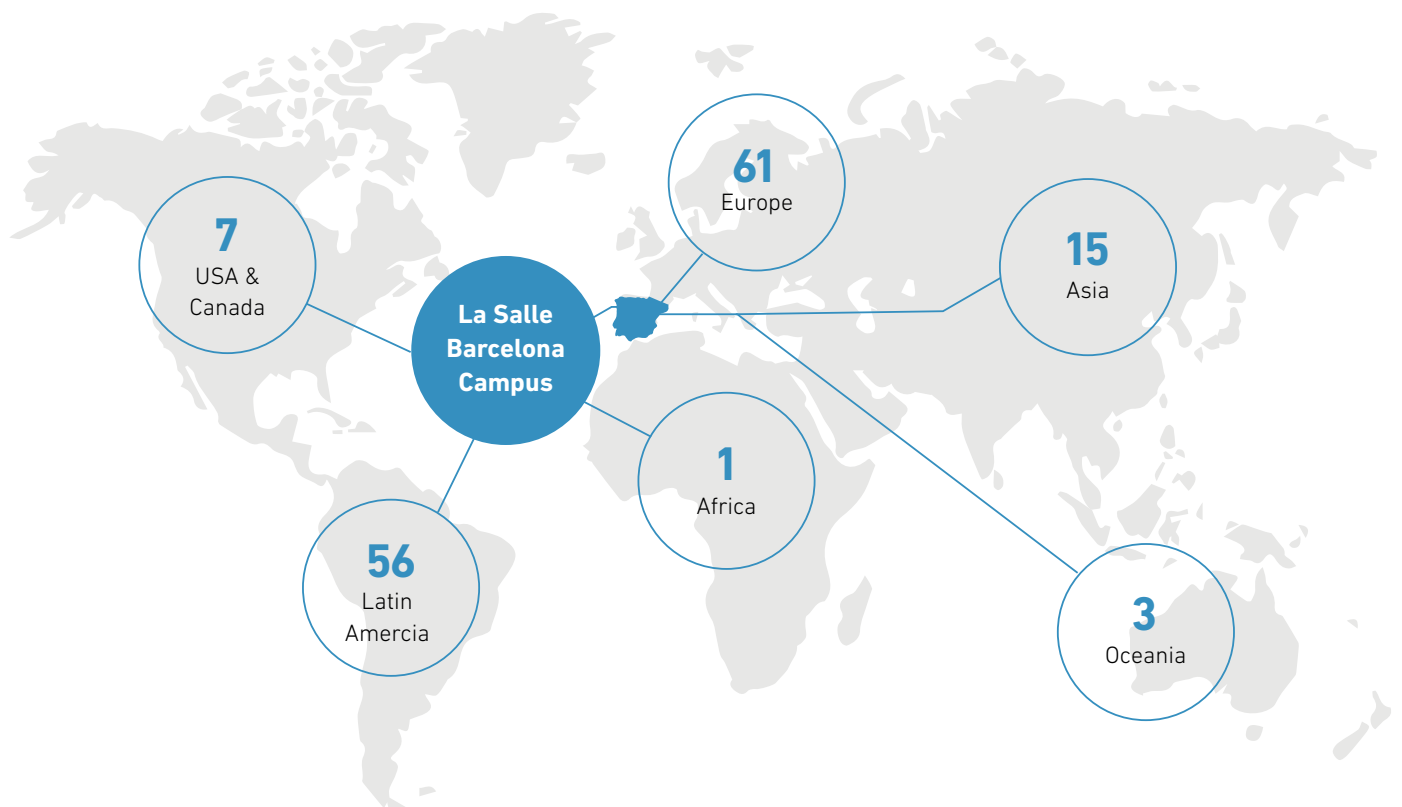 61
Europe
7
USA &
Canada
15
Asia
La Salle
Barcelona
Campus
1
Africa
56
Latin
Amercia
3
Oceania